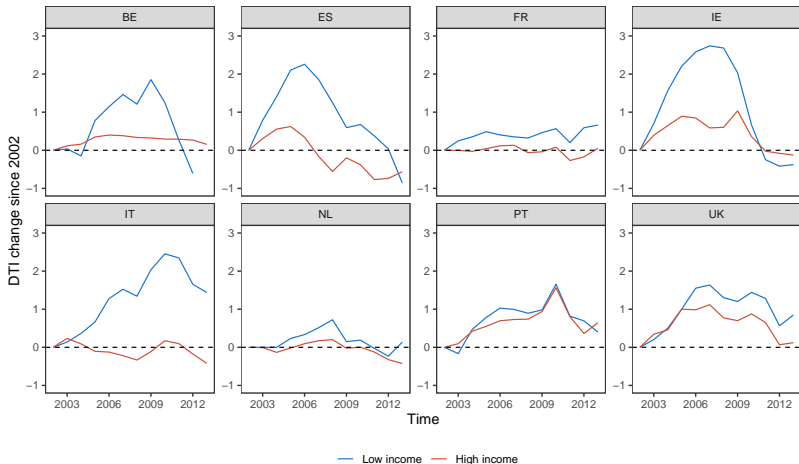 BE ES FR IE
3
2
1
0
−1
IT NL PT UK
3
2
1
0
−1
DTI change since 2002
2003 2006 2009 2012 2003 2006 2009 2012 2003 2006 2009 2012 2003 2006 2009 2012
Time
Low income High income